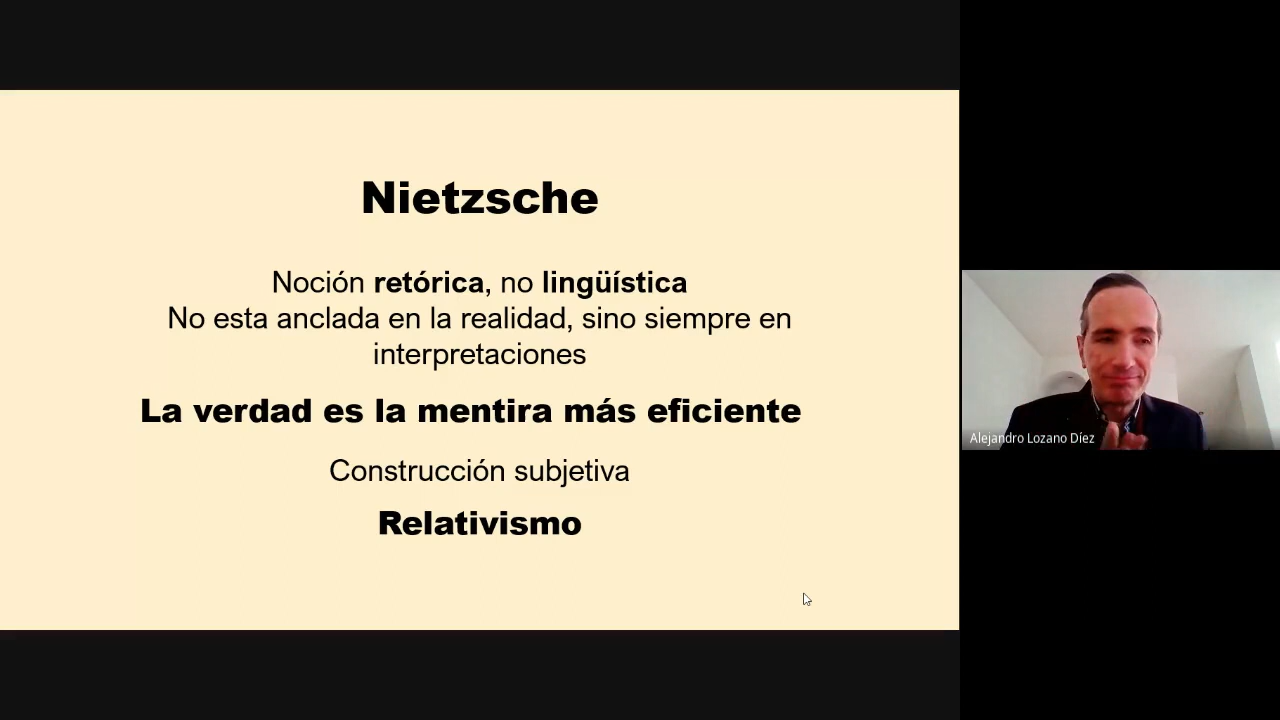 Nietzsche
Noción retórica, no lingüística
No esta anclada en la realidad, sino siempre en
interpretaciones
La verdad es la mentira más eficiente
Construcción subjetiva
Relativismo
Alejandro Lozano Díez